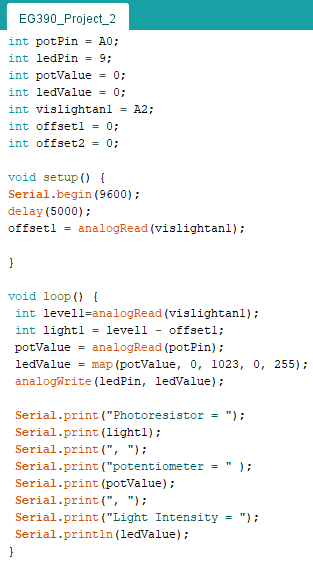 EG390_Project_2
int potPin = A0;
int ledPin = 9;
int potValue = 0;
int ledValue = 0;
int vislightan1 = A2;
int offset1 = 0;
int offset2 = 0;
void setup() {
Serial.begin(9600);
delay(5000);
offset1 = analogRead(vislightan1);
}
void loop() {
int level1=analogRead(vislightan1);
int light1 = level1 - offset1;
potValue = analogRead(potPin);
ledValue = map(potValue, 0, 1023, 0, 255);
analogWrite(ledPin, ledValue);
Serial.print("Photoresistor = ");
Serial.print(light1);
Serial.print(", ");
Serial.print("potentiometer = " );
Serial.print(potValue);
Serial.print(", ");
Serial.print("Light Intensity = ");
Serial.println(ledValue);
}